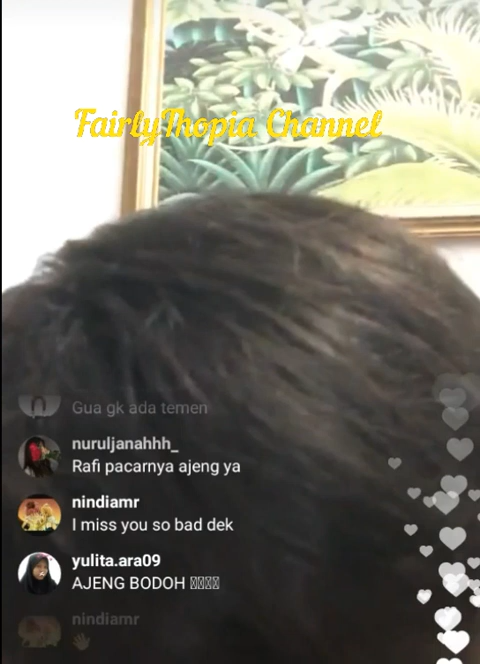 FairlyThopia Channel
Gua gk ada temen
nuruljanahhh_
Rafi pacarnya ajeng ya
nindiamr
I miss you so bad dek
yulita.ara09
AJENG BODOH
nindiamr
👋